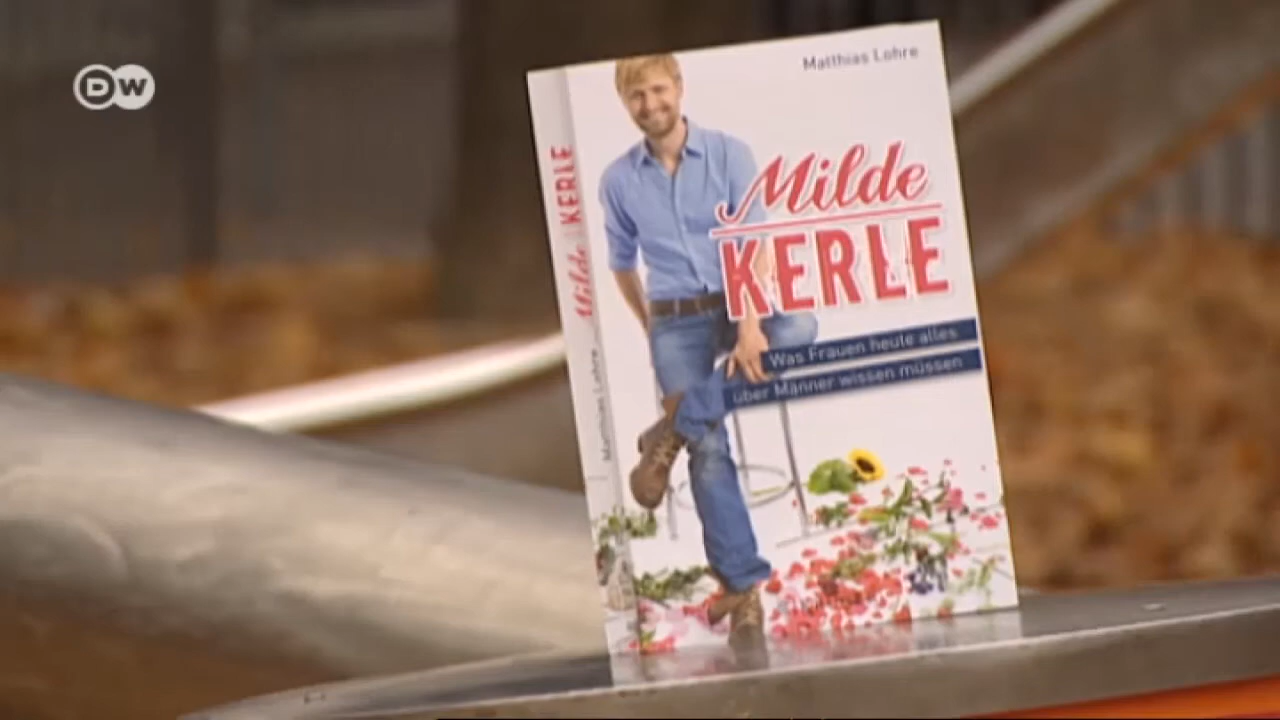 DW
Matthias Lohre
Milde
KERLE
Was Frauen heute alles
über Männer wissen müssen
Matthias Lohre Milde KERLE